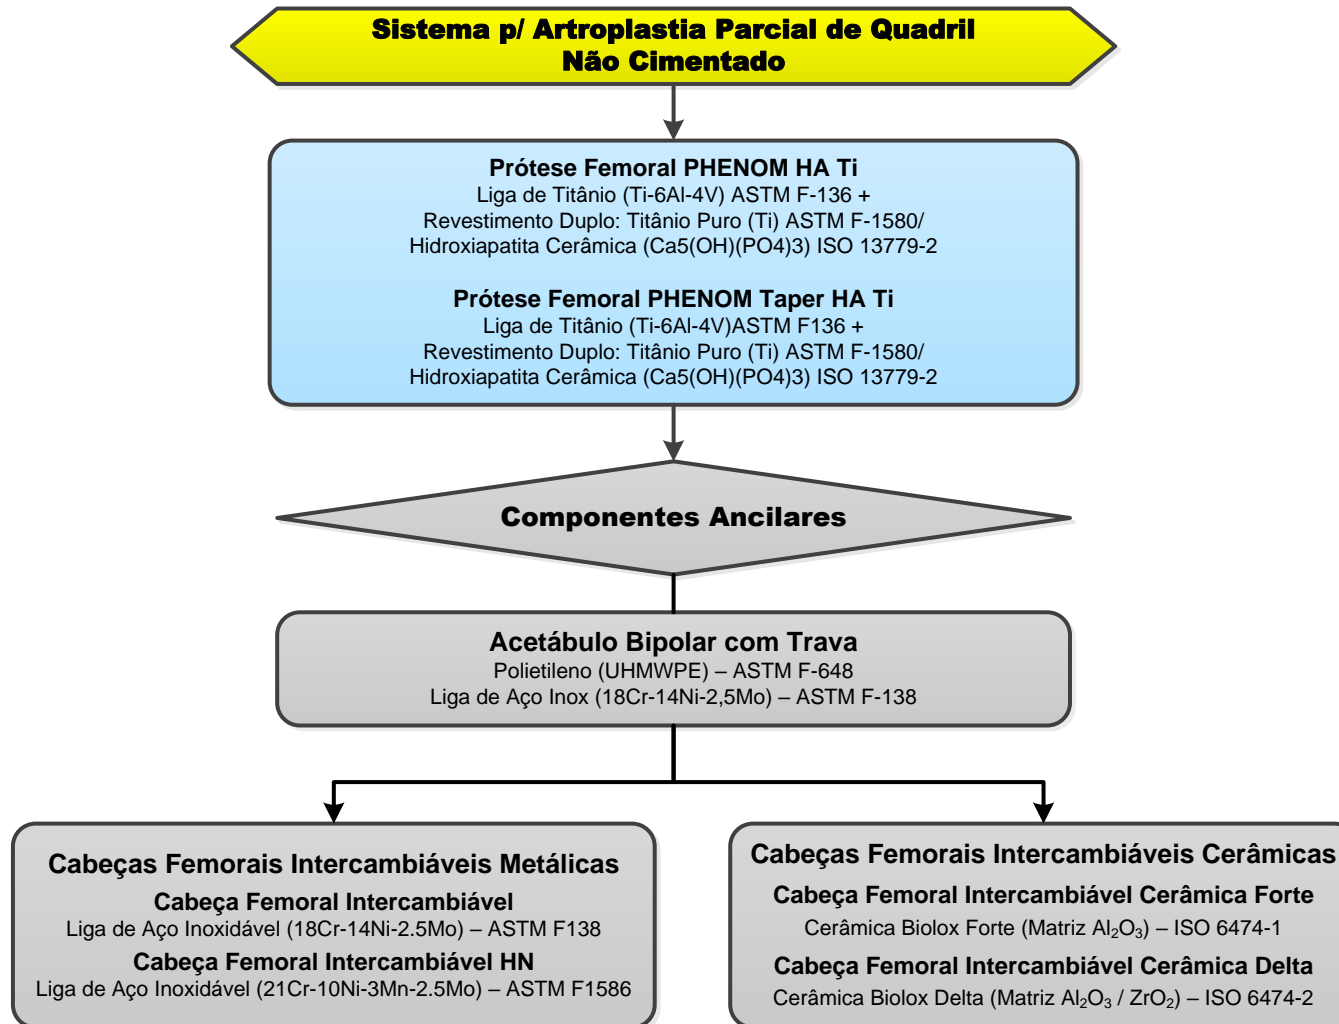 Sistema p/ Artroplastia Parcial de Quadril
Não Cimentado
Prótese Femoral PHENOM HA Ti
Liga de Titânio (Ti-6Al-4V) ASTM F-136 +
Revestimento Duplo: Titânio Puro (Ti) ASTM F-1580/
Hidroxiapatita Cerâmica (Ca5(OH)(PO4)3) ISO 13779-2
Prótese Femoral PHENOM Taper HA Ti
Liga de Titânio (Ti-6Al-4V)ASTM F136 +
Revestimento Duplo: Titânio Puro (Ti) ASTM F-1580/
Hidroxiapatita Cerâmica (Ca5(OH)(PO4)3) ISO 13779-2
Componentes Ancilares
Acetábulo Bipolar com Trava
Polietileno (UHMWPE) – ASTM F-648
Liga de Aço Inox (18Cr-14Ni-2,5Mo) – ASTM F-138
Cabeças Femorais Intercambiáveis Metálicas
Cabeça Femoral Intercambiável
Liga de Aço Inoxidável (18Cr-14Ni-2.5Mo) – ASTM F138
Cabeça Femoral Intercambiável HN
Liga de Aço Inoxidável (21Cr-10Ni-3Mn-2.5Mo) – ASTM F1586
Cabeças Femorais Intercambiáveis Cerâmicas
Cabeça Femoral Intercambiável Cerâmica Forte
Cerâmica Biolox Forte (Matriz Al₂O₃) – ISO 6474-1
Cabeça Femoral Intercambiável Cerâmica Delta
Cerâmica Biolox Delta (Matriz Al₂O₃ / ZrO₂) – ISO 6474-2